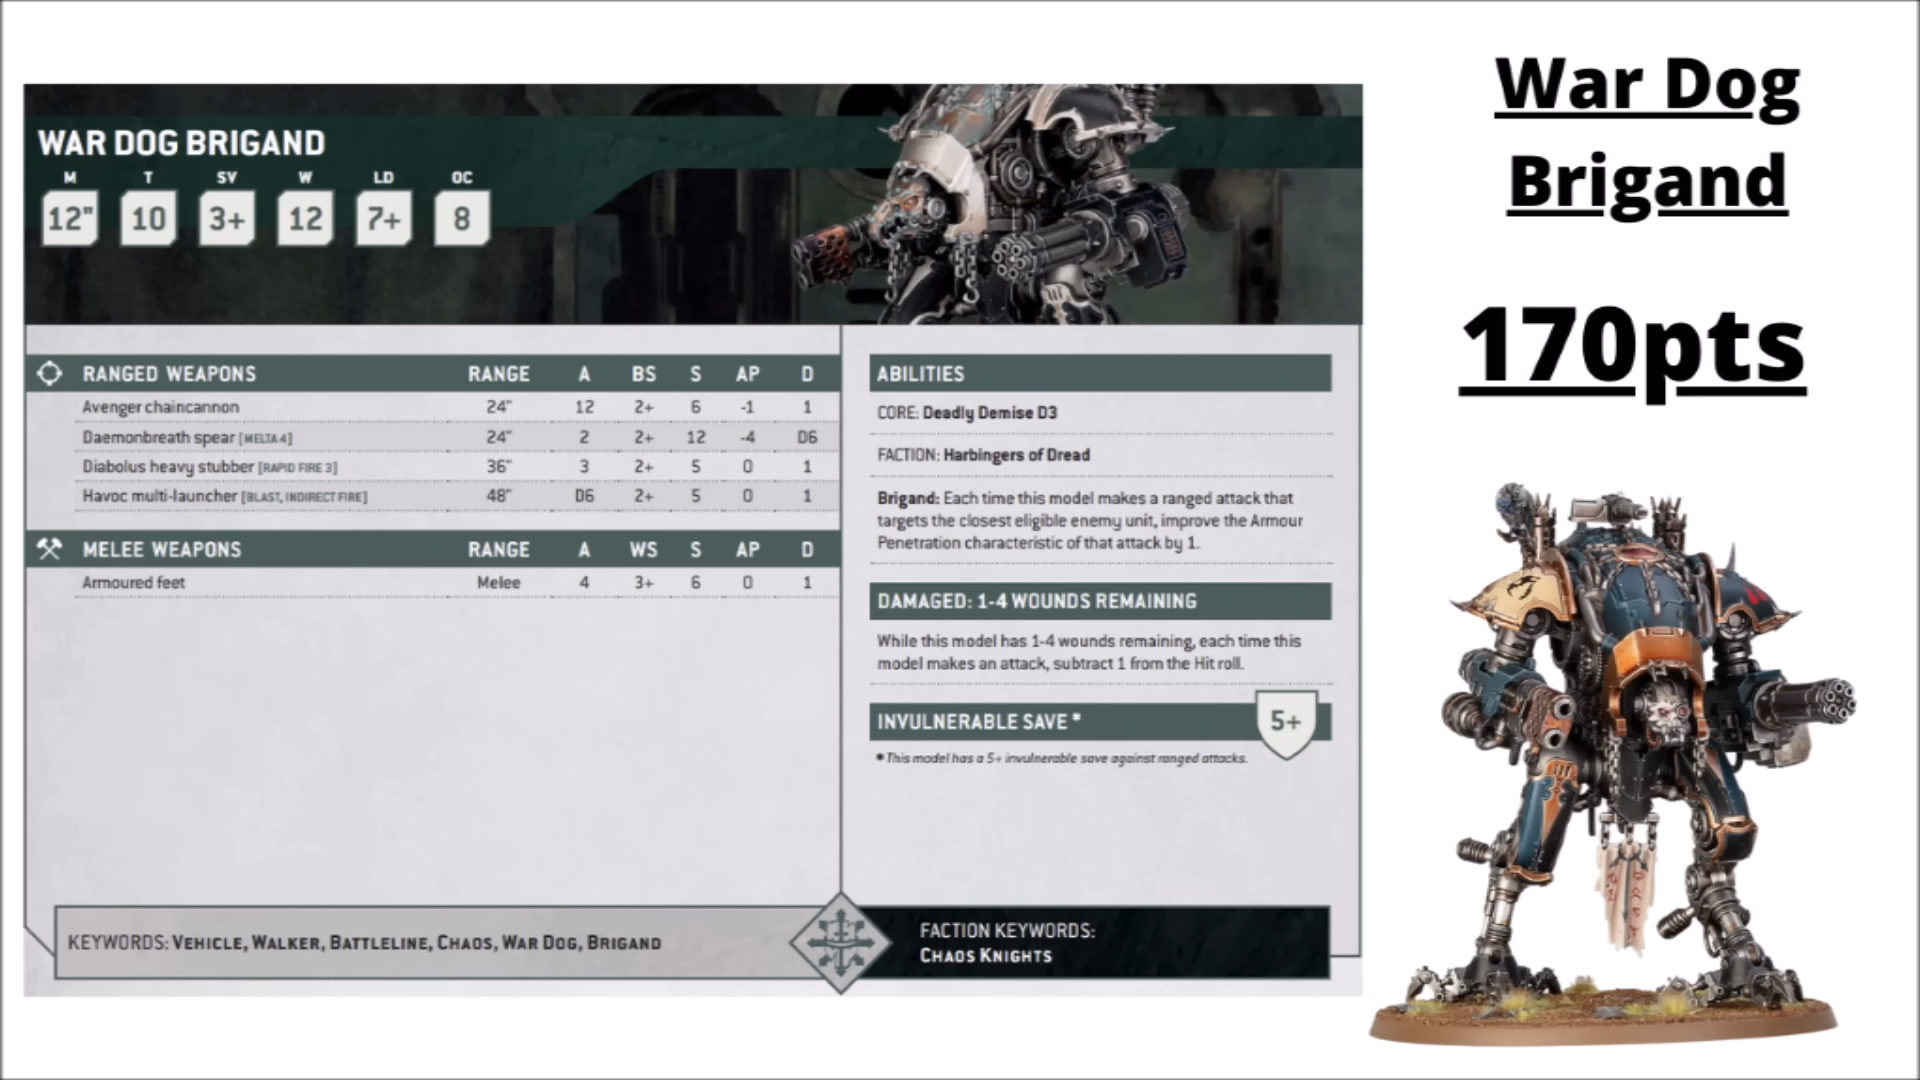 WAR DOG BRIGAND
M T SV W LD OC
12" 10 3+ 12 7+ 8
RANGED WEAPONS RANGE A BS S AP D
Avenger chaincannon 24" 12 2+ 6 -1 1
Daemonbreath spear [MELTA 4] 24" 2 2+ 12 -4 D6
Diabolus heavy stubber [RAPID FIRE 3] 36" 3 2+ 5 0 1
Havoc multi-launcher [BLAST, INDIRECT FIRE] 48" D6 2+ 5 0 1
MELEE WEAPONS RANGE A WS S AP D
Armoured feet Melee 4 3+ 6 0 1
ABILITIES
CORE: Deadly Demise D3
FACTION: Harbingers of Dread
Brigand: Each time this model makes a ranged attack that
targets the closest eligible enemy unit, improve the Armour
Penetration characteristic of that attack by 1.
DAMAGED: 1-4 WOUNDS REMAINING
While this model has 1-4 wounds remaining, each time this
model makes an attack, subtract 1 from the Hit roll.
INVULNERABLE SAVE * 5+
* This model has a 5+ invulnerable save against ranged attacks.
KEYWORDS: VEHICLE, WALKER, BATTLELINE, CHAOS, WAR DOG, BRIGAND
FACTION KEYWORDS:
CHAOS KNIGHTS
War Dog
Brigand
170pts